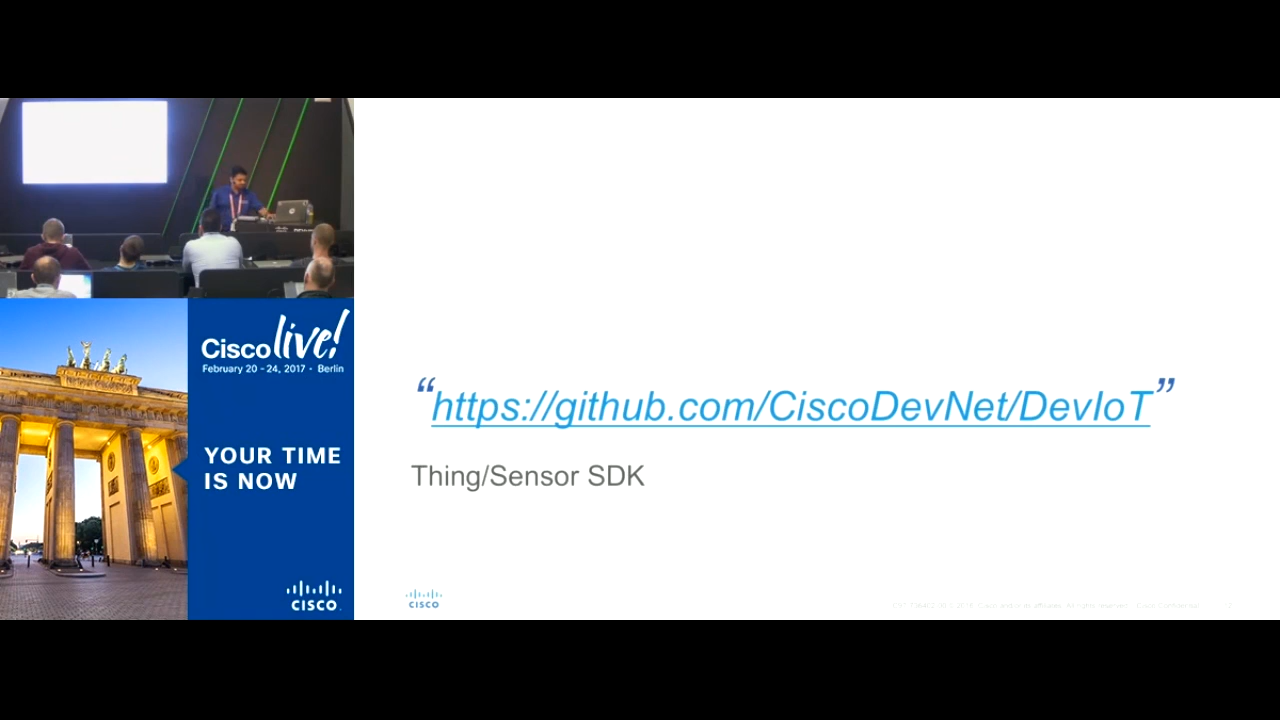 Cisco live!
February 20 - 24, 2017 • Berlin
YOUR TIME
IS NOW
CISCO
“https://github.com/CiscoDevNet/DevIoT”
Thing/Sensor SDK
CISCO